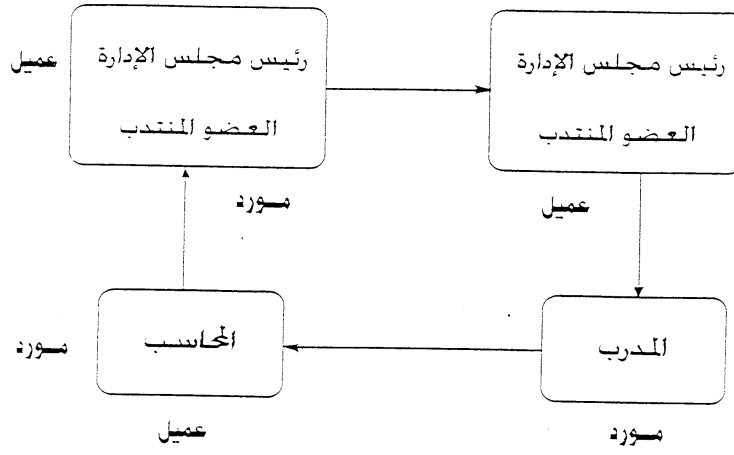 رئيس مجلس الإدارة
العضو المنتدب
رئيس مجلس الإدارة
العضو المنتدب
عميل
عميل
مورد
المدرب
المحاسب
مورد
مورد
عميل